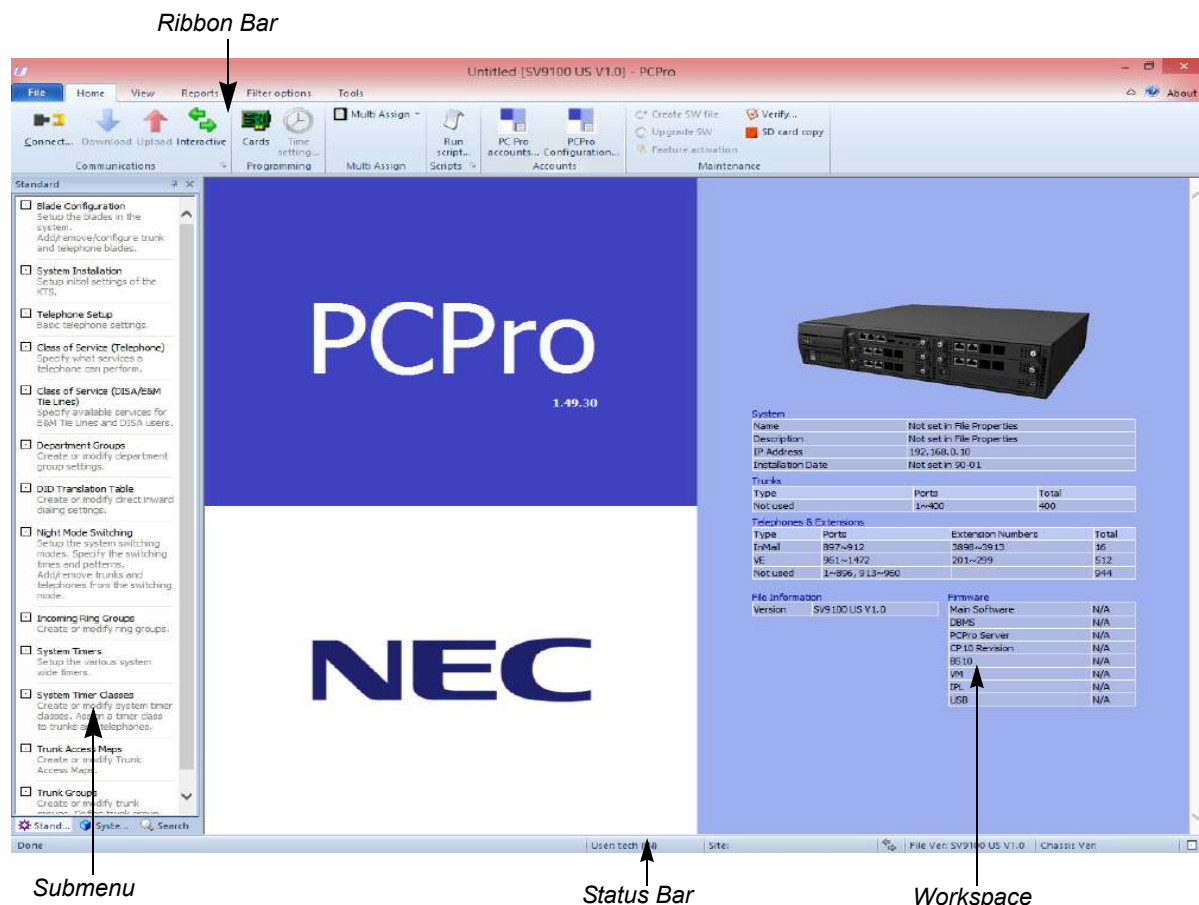 Ribbon Bar
Untitled [SV9100 US V1.0] - PCPro
File Home View Reports Filter options Tools About
Connect... Download Upload Interactive
Communications
Cards Time setting...
Programming
Multi Assign
Multi Assign
Run script...
Scripts
PC Pro accounts... PCPro Configuration...
Accounts
Create SW file Verify...
Upgrade SW SD card copy
Feature activation
Maintenance
Standard
Blade Configuration
Setup the blades in the
system.
Add/remove/configure trunk
and telephone blades.
System Installation
Setup initial settings of the
KTS.
Telephone Setup
Basic telephone settings.
Class of Service (Telephone)
Specify what services a
telephone can perform.
Class of Service (DISA/E&M
Tie Lines)
Specify available services for
E&M Tie Lines and DISA users.
Department Groups
Create or modify department
group settings.
DID Translation Table
Create or modify direct inward
dialing settings.
Night Mode Switching
Setup the system switching
modes. Specify the switching
times and patterns.
Add/remove trunks and
telephones from the switching
mode.
Incoming Ring Groups
Create or modify ring groups.
System Timers
Setup the various system
wide timers.
System Timer Classes
Create or modify system timer
classes. Assign a timer class
to trunks and telephones.
Trunk Access Maps
Create or modify Trunk
Access Maps.
Trunk Groups
Create or modify trunk
Stand... Syste... Search
PCPro
1.49.30
NEC
System
Name Not set in File Properties
Description Not set in File Properties
IP Address 192.168.0.10
Installation Date Not set in 90-01
Trunks
Type Ports Total
Not used 1~400 400
Telephones & Extensions
Type Ports Extension Numbers Total
InMail 897~912 3898~3913 16
VE 961~1472 201~299 512
Not used 1~896, 913~960 944
File Information
Version SV9100 US V1.0
Firmware
Main Software N/A
DBMS N/A
PCPro Server N/A
CP10 Revision N/A
BS10 N/A
VM N/A
IPL N/A
USB N/A
Done User: tech Site: File Ver: SV9100 US V1.0 Chassis Ver:
Submenu
Status Bar
Workspace